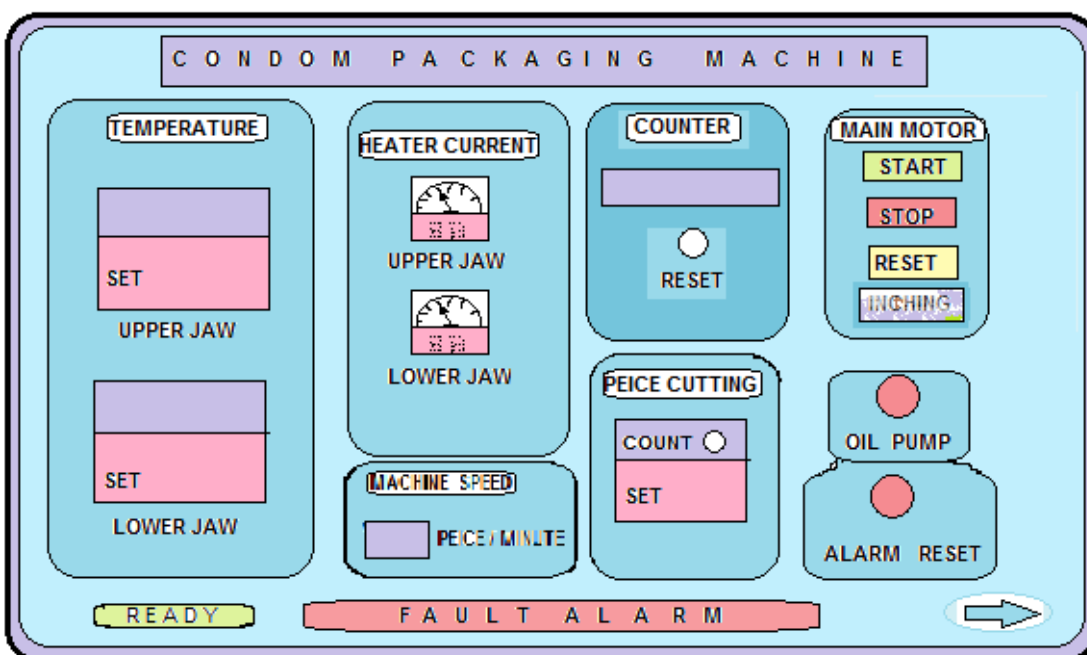 CONDOM PACKAGING MACHINE
TEMPERATURE
SET
UPPER JAW
SET
LOWER JAW
HEATER CURRENT
UPPER JAW
LOWER JAW
MACHINE SPEED
PEICE / MINUTE
COUNTER
RESET
PEICE CUTTING
COUNT
SET
MAIN MOTOR
START
STOP
RESET
INCHING
OIL PUMP
ALARM RESET
READY
FAULT ALARM